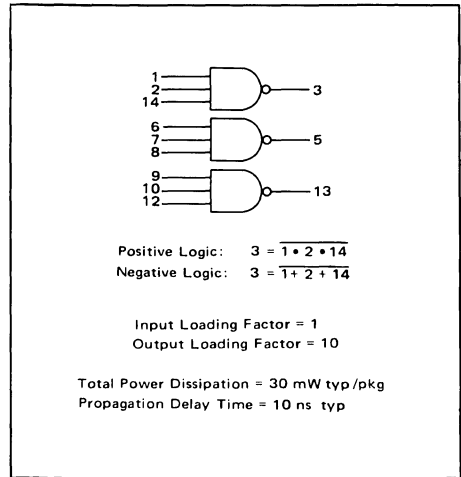 1
2
14
3
6
7
8
5
9
10
12
13
Positive Logic: 3 = 1 • 2 • 14
Negative Logic: 3 = 1 + 2 + 14
Input Loading Factor = 1
Output Loading Factor = 10
Total Power Dissipation = 30 mW typ/pkg
Propagation Delay Time = 10 ns typ